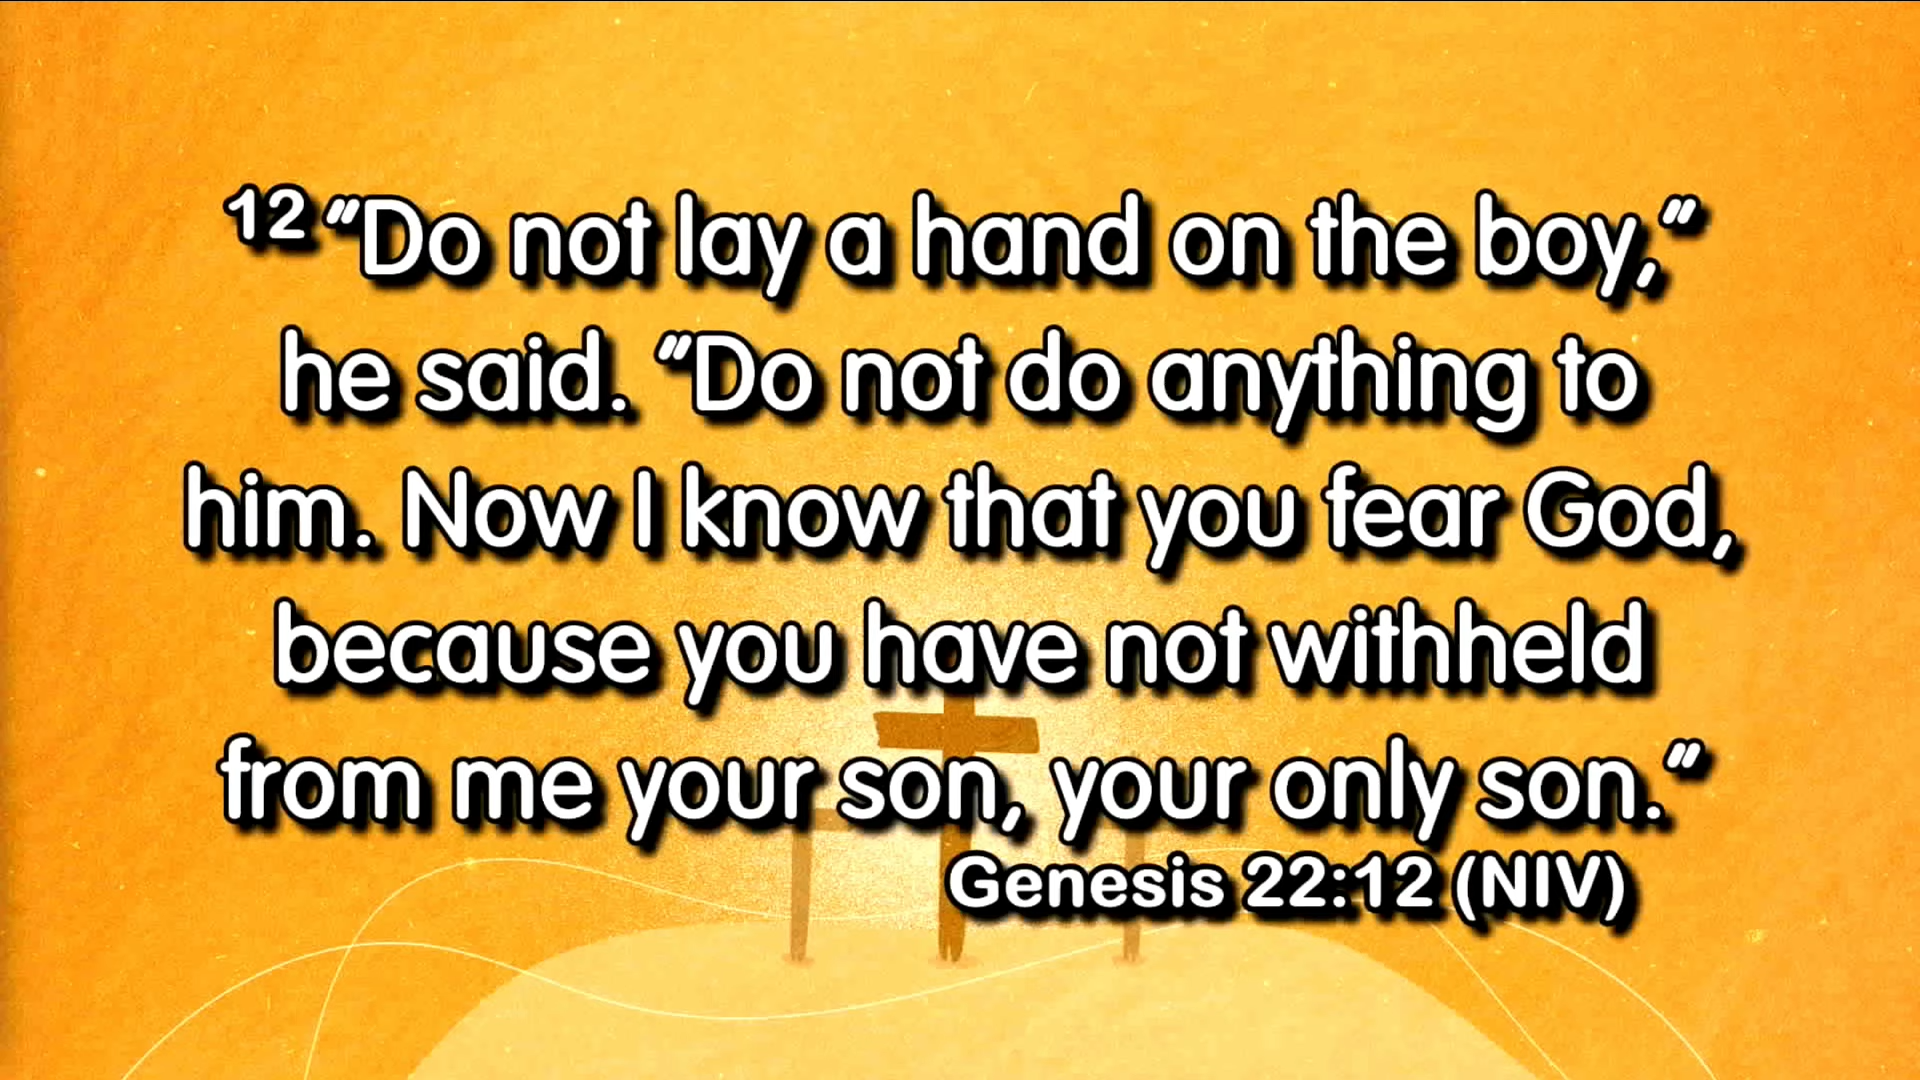 12 "Do not lay a hand on the boy,"
he said. "Do not do anything to
him. Now I know that you fear God,
because you have not withheld
from me your son, your only son."
Genesis 22:12 (NIV)